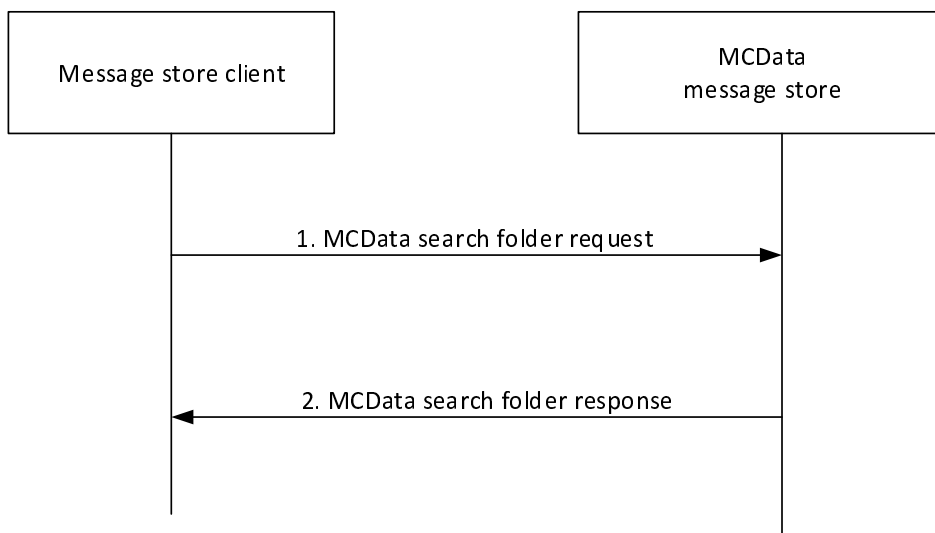 Message store client
MCData
message store
1. MCData search folder request
2. MCData search folder response